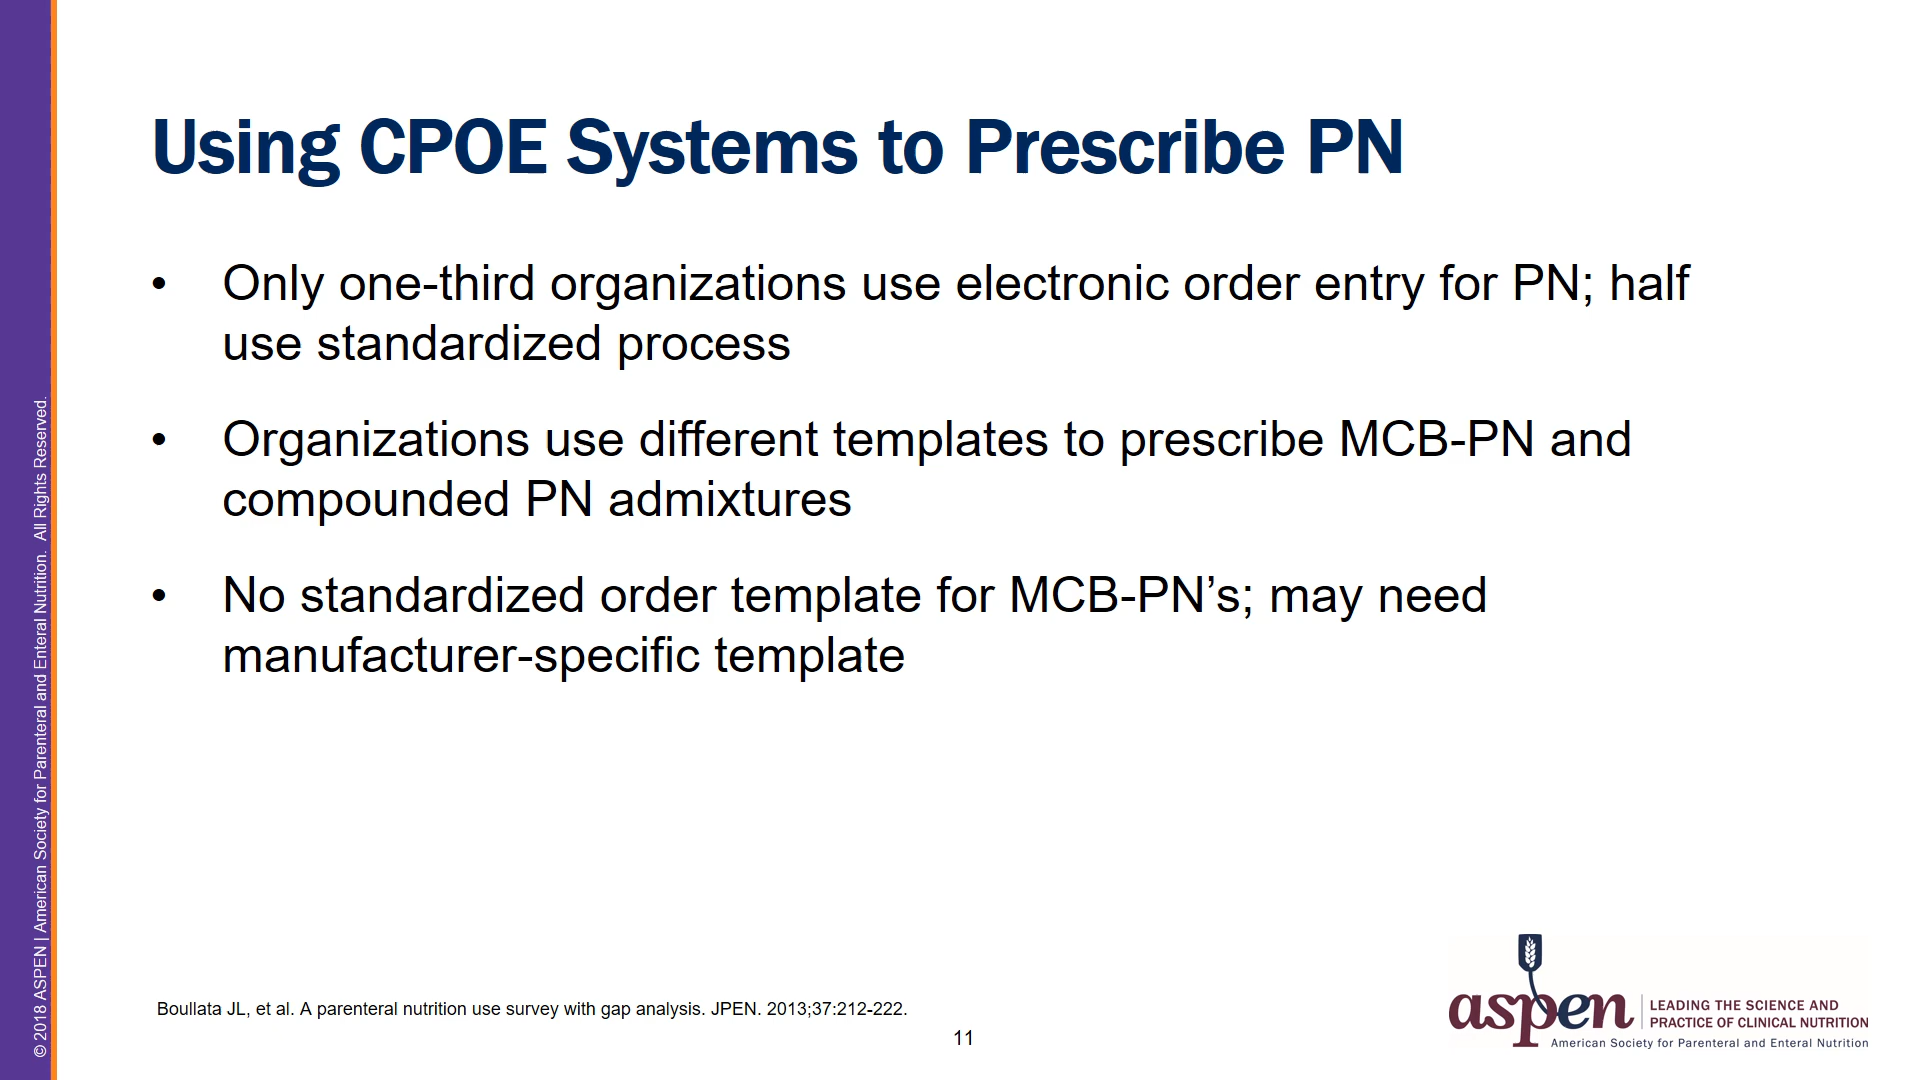 Using CPOE Systems to Prescribe PN
• Only one-third organizations use electronic order entry for PN; half
use standardized process
• Organizations use different templates to prescribe MCB-PN and
compounded PN admixtures
• No standardized order template for MCB-PN’s; may need
manufacturer-specific template
© 2018 ASPEN | American Society for Parenteral and Enteral Nutrition. All Rights Reserved.
Boullata JL, et al. A parenteral nutrition use survey with gap analysis. JPEN. 2013;37:212-222.
11
aspen
LEADING THE SCIENCE AND
PRACTICE OF CLINICAL NUTRITION
American Society for Parenteral and Enteral Nutrition